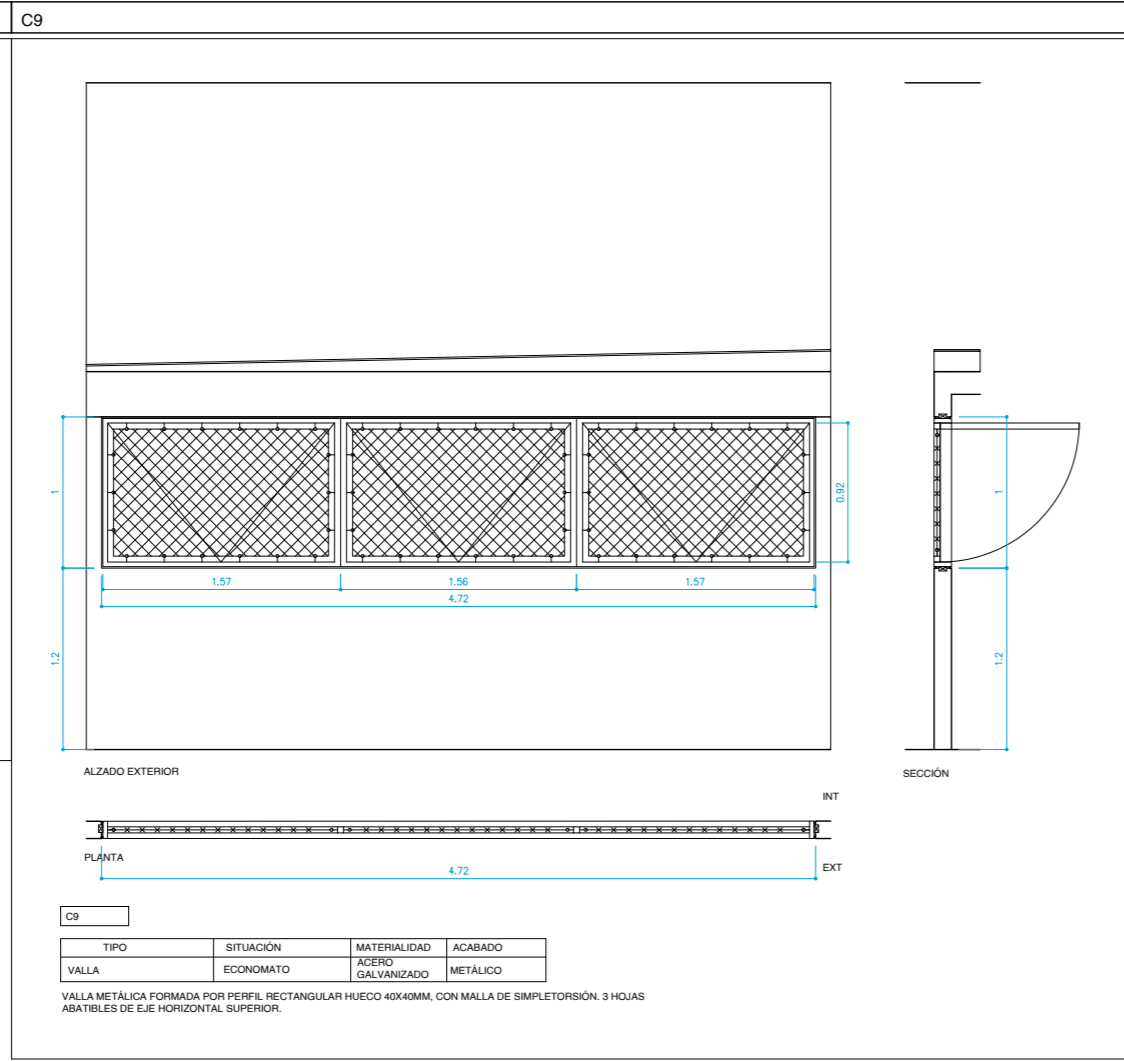 C9
1
0.92
1
1.57
1.56
1.57
4.72
1.2
1.2
ALZADO EXTERIOR
SECCIÓN
INT
PLANTA
EXT
4.72
C9
TIPO SITUACIÓN MATERIALIDAD ACABADO
VALLA ECONOMATO ACERO GALVANIZADO METÁLICO
VALLA METÁLICA FORMADA POR PERFIL RECTANGULAR HUECO 40X40MM, CON MALLA DE SIMPLETORSIÓN. 3 HOJAS
ABATIBLES DE EJE HORIZONTAL SUPERIOR.